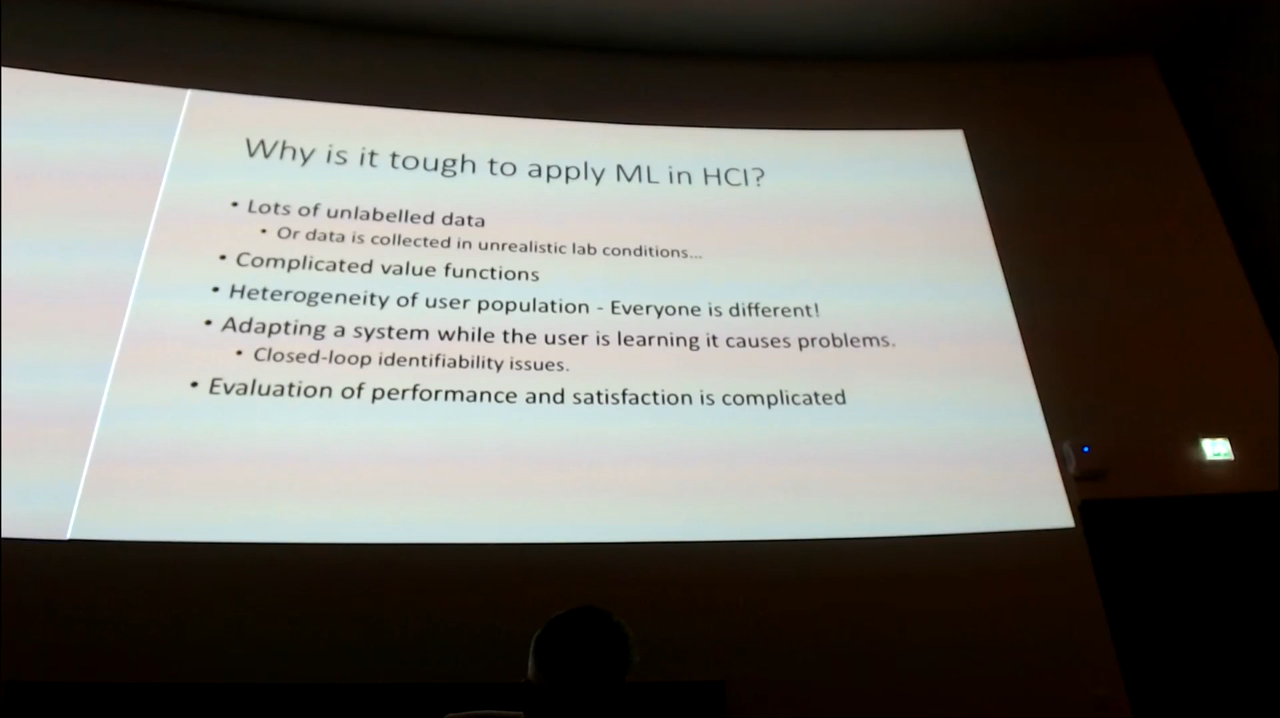 Why is it tough to apply ML in HCI?
• Lots of unlabelled data
• Or data is collected in unrealistic lab conditions...
• Complicated value functions
• Heterogeneity of user population - Everyone is different!
• Adapting a system while the user is learning it causes problems.
• Closed-loop identifiability issues.
• Evaluation of performance and satisfaction is complicated